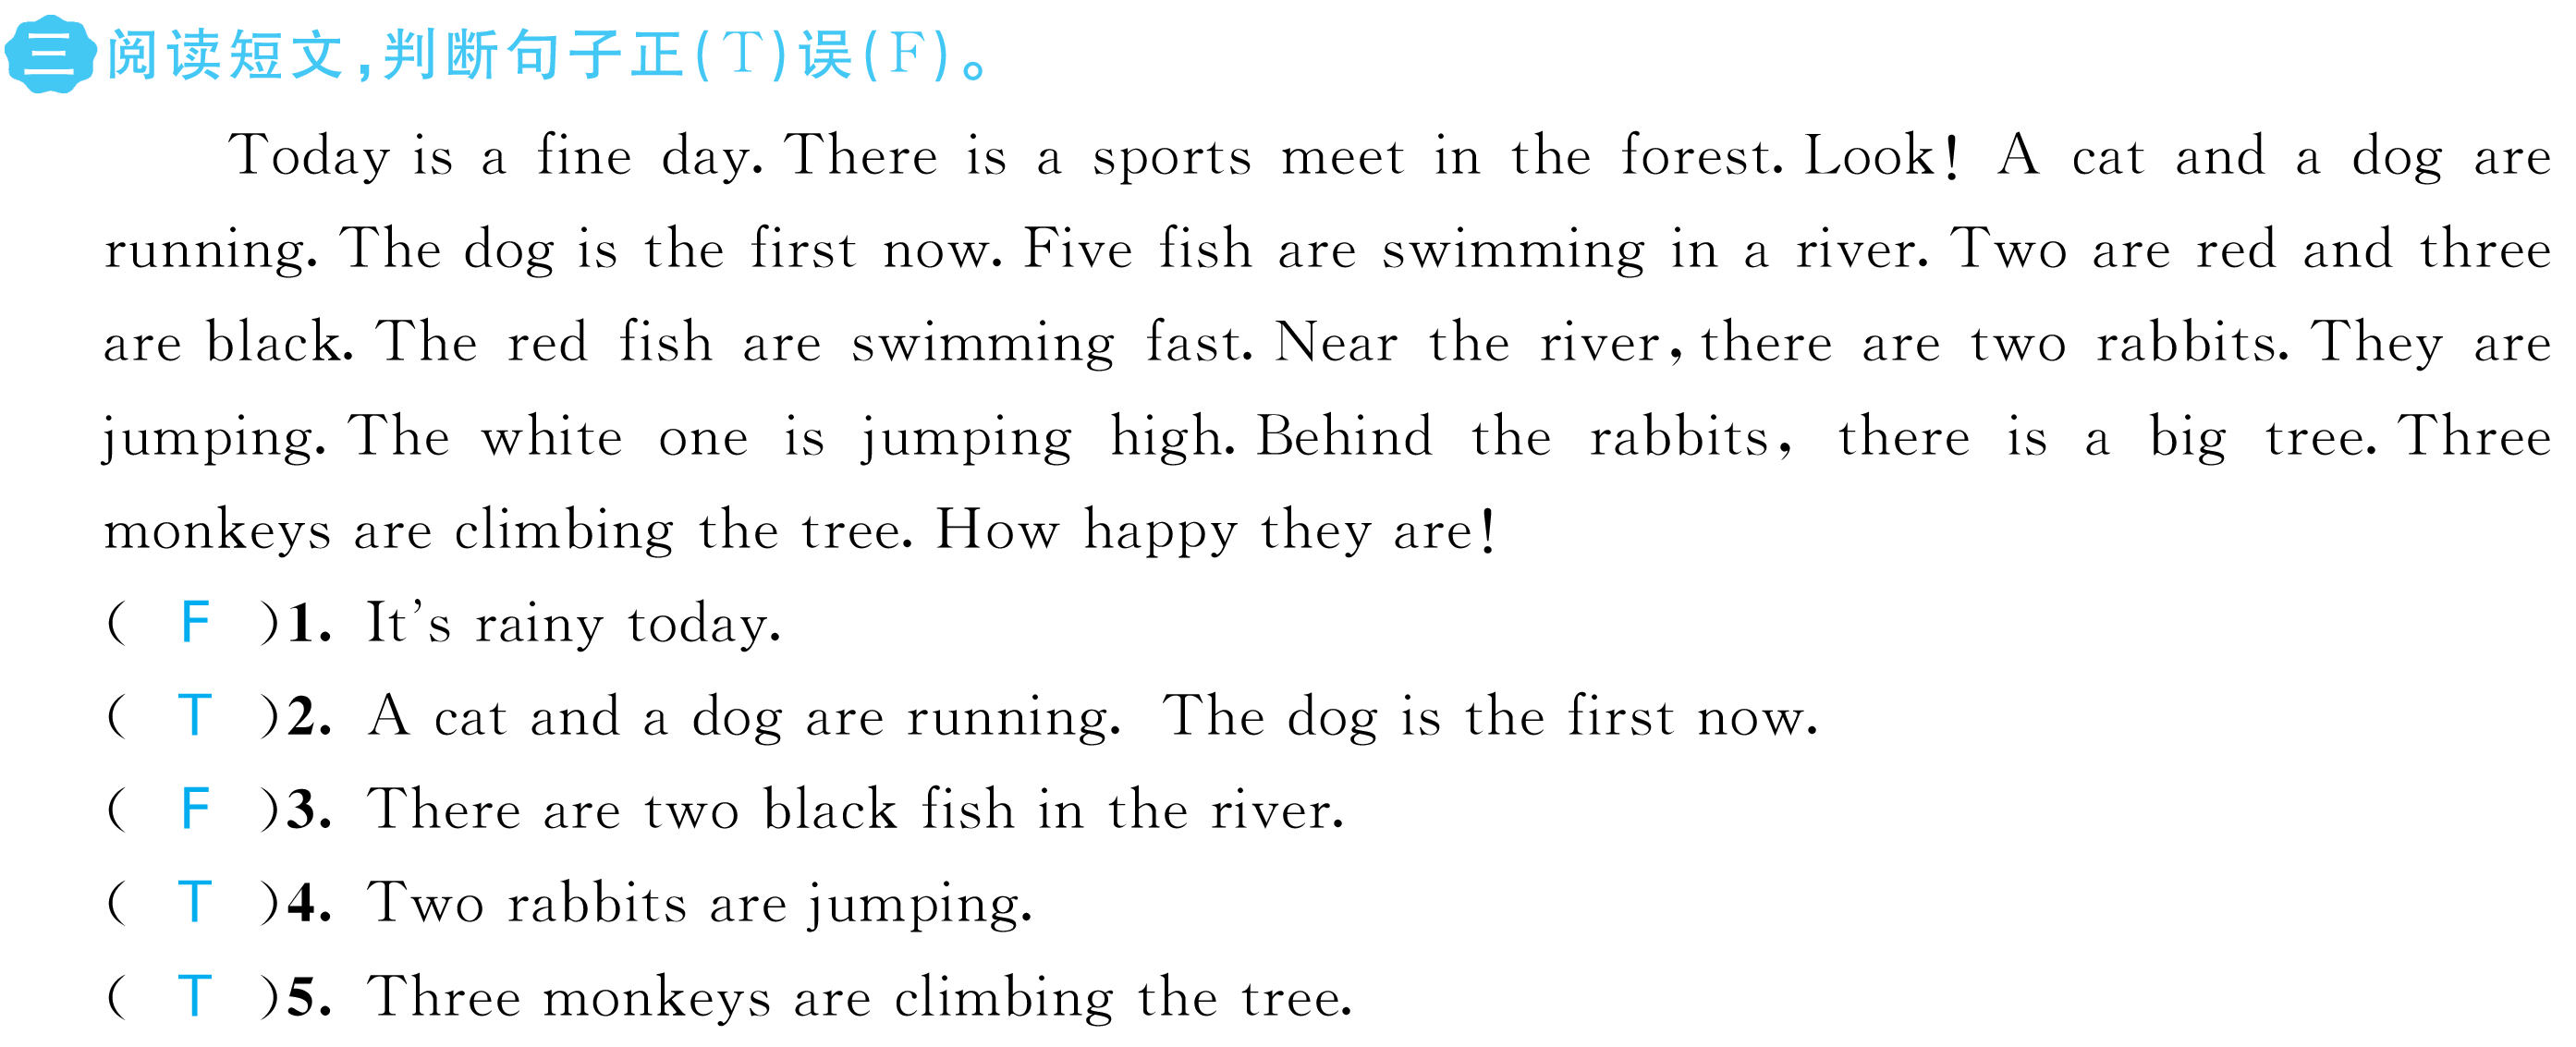 三 阅读短文,判断句子正(T)误(F)。
Today is a fine day. There is a sports meet in the forest. Look! A cat and a dog are
running. The dog is the first now. Five fish are swimming in a river. Two are red and three
are black. The red fish are swimming fast. Near the river, there are two rabbits. They are
jumping. The white one is jumping high. Behind the rabbits, there is a big tree. Three
monkeys are climbing the tree. How happy they are!
( F )1. It's rainy today.
( T )2. A cat and a dog are running. The dog is the first now.
( F )3. There are two black fish in the river.
( T )4. Two rabbits are jumping.
( T )5. Three monkeys are climbing the tree.